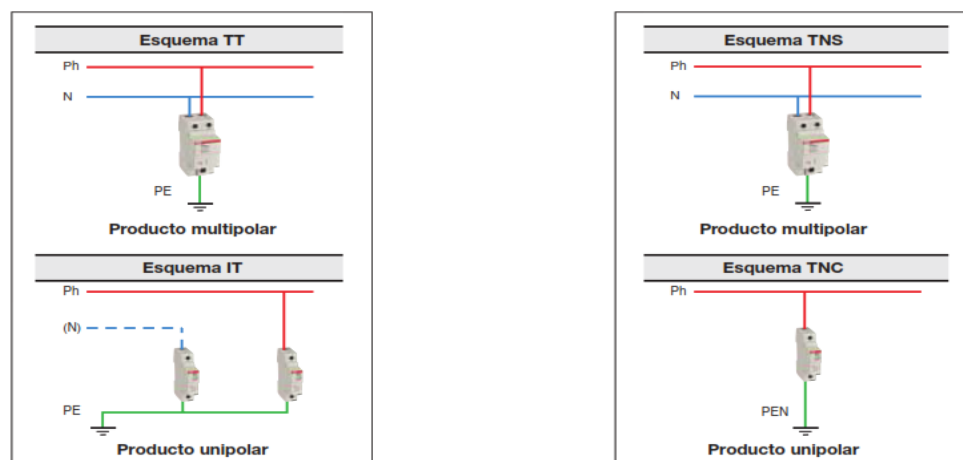 Esquema TT
Ph
N
PE
Producto multipolar
Esquema IT
Ph
(N)
PE
Producto unipolar
Esquema TNS
Ph
N
PE
Producto multipolar
Esquema TNC
Ph
PEN
Producto unipolar